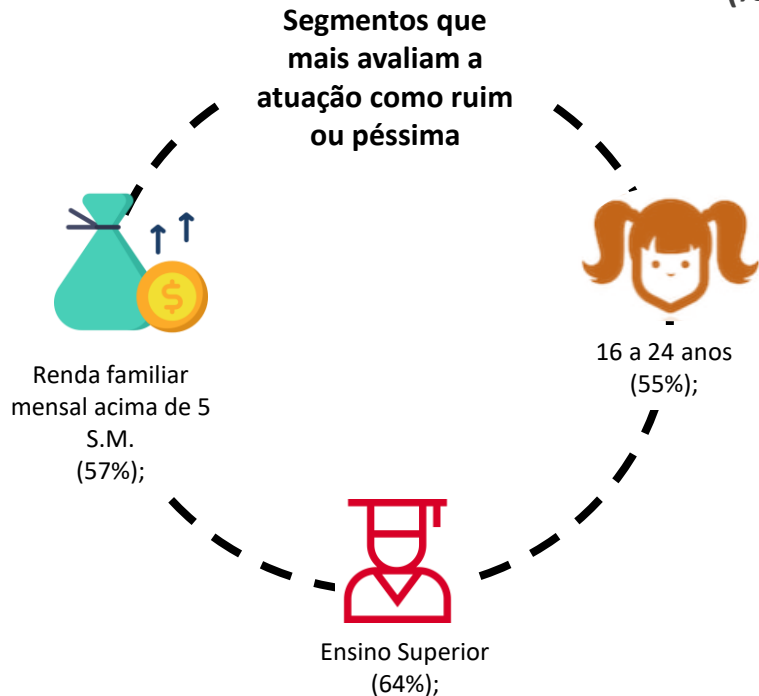 Segmentos que
mais avaliam a
atuação como ruim
ou péssima
16 a 24 anos
(55%);
Renda familiar
mensal acima de 5
S.M.
(57%);
$
Ensino Superior
(64%);